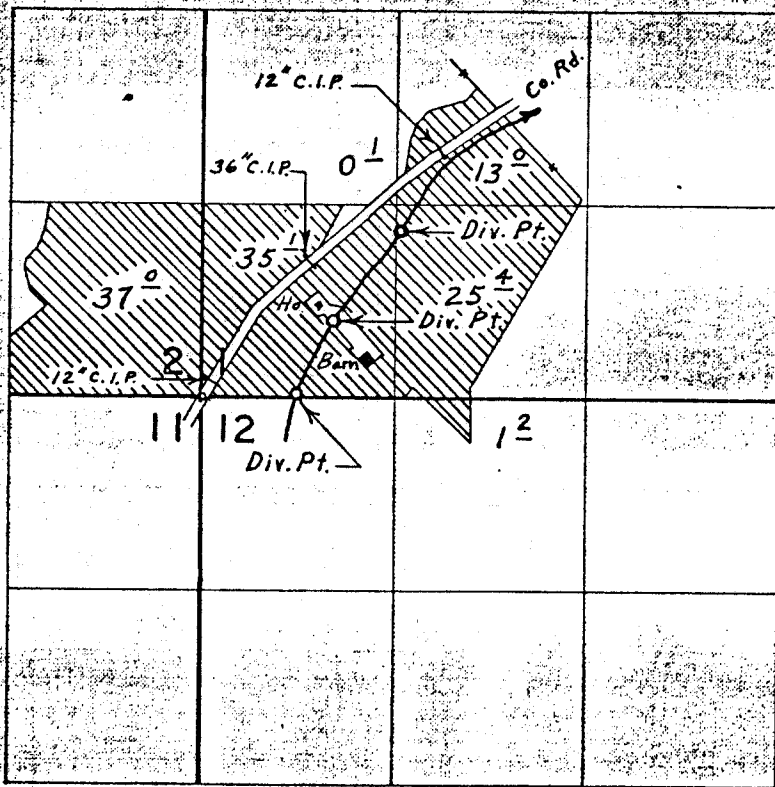 Co. Rd.
12" C.I.P.
0 1
13 0
36" C.I.P.
Div. Pt.
35 1
25 4
37 0
Ho.
Div. Pt.
Barn
2 1
12" C.I.P.
11 12
1 2
Div. Pt.